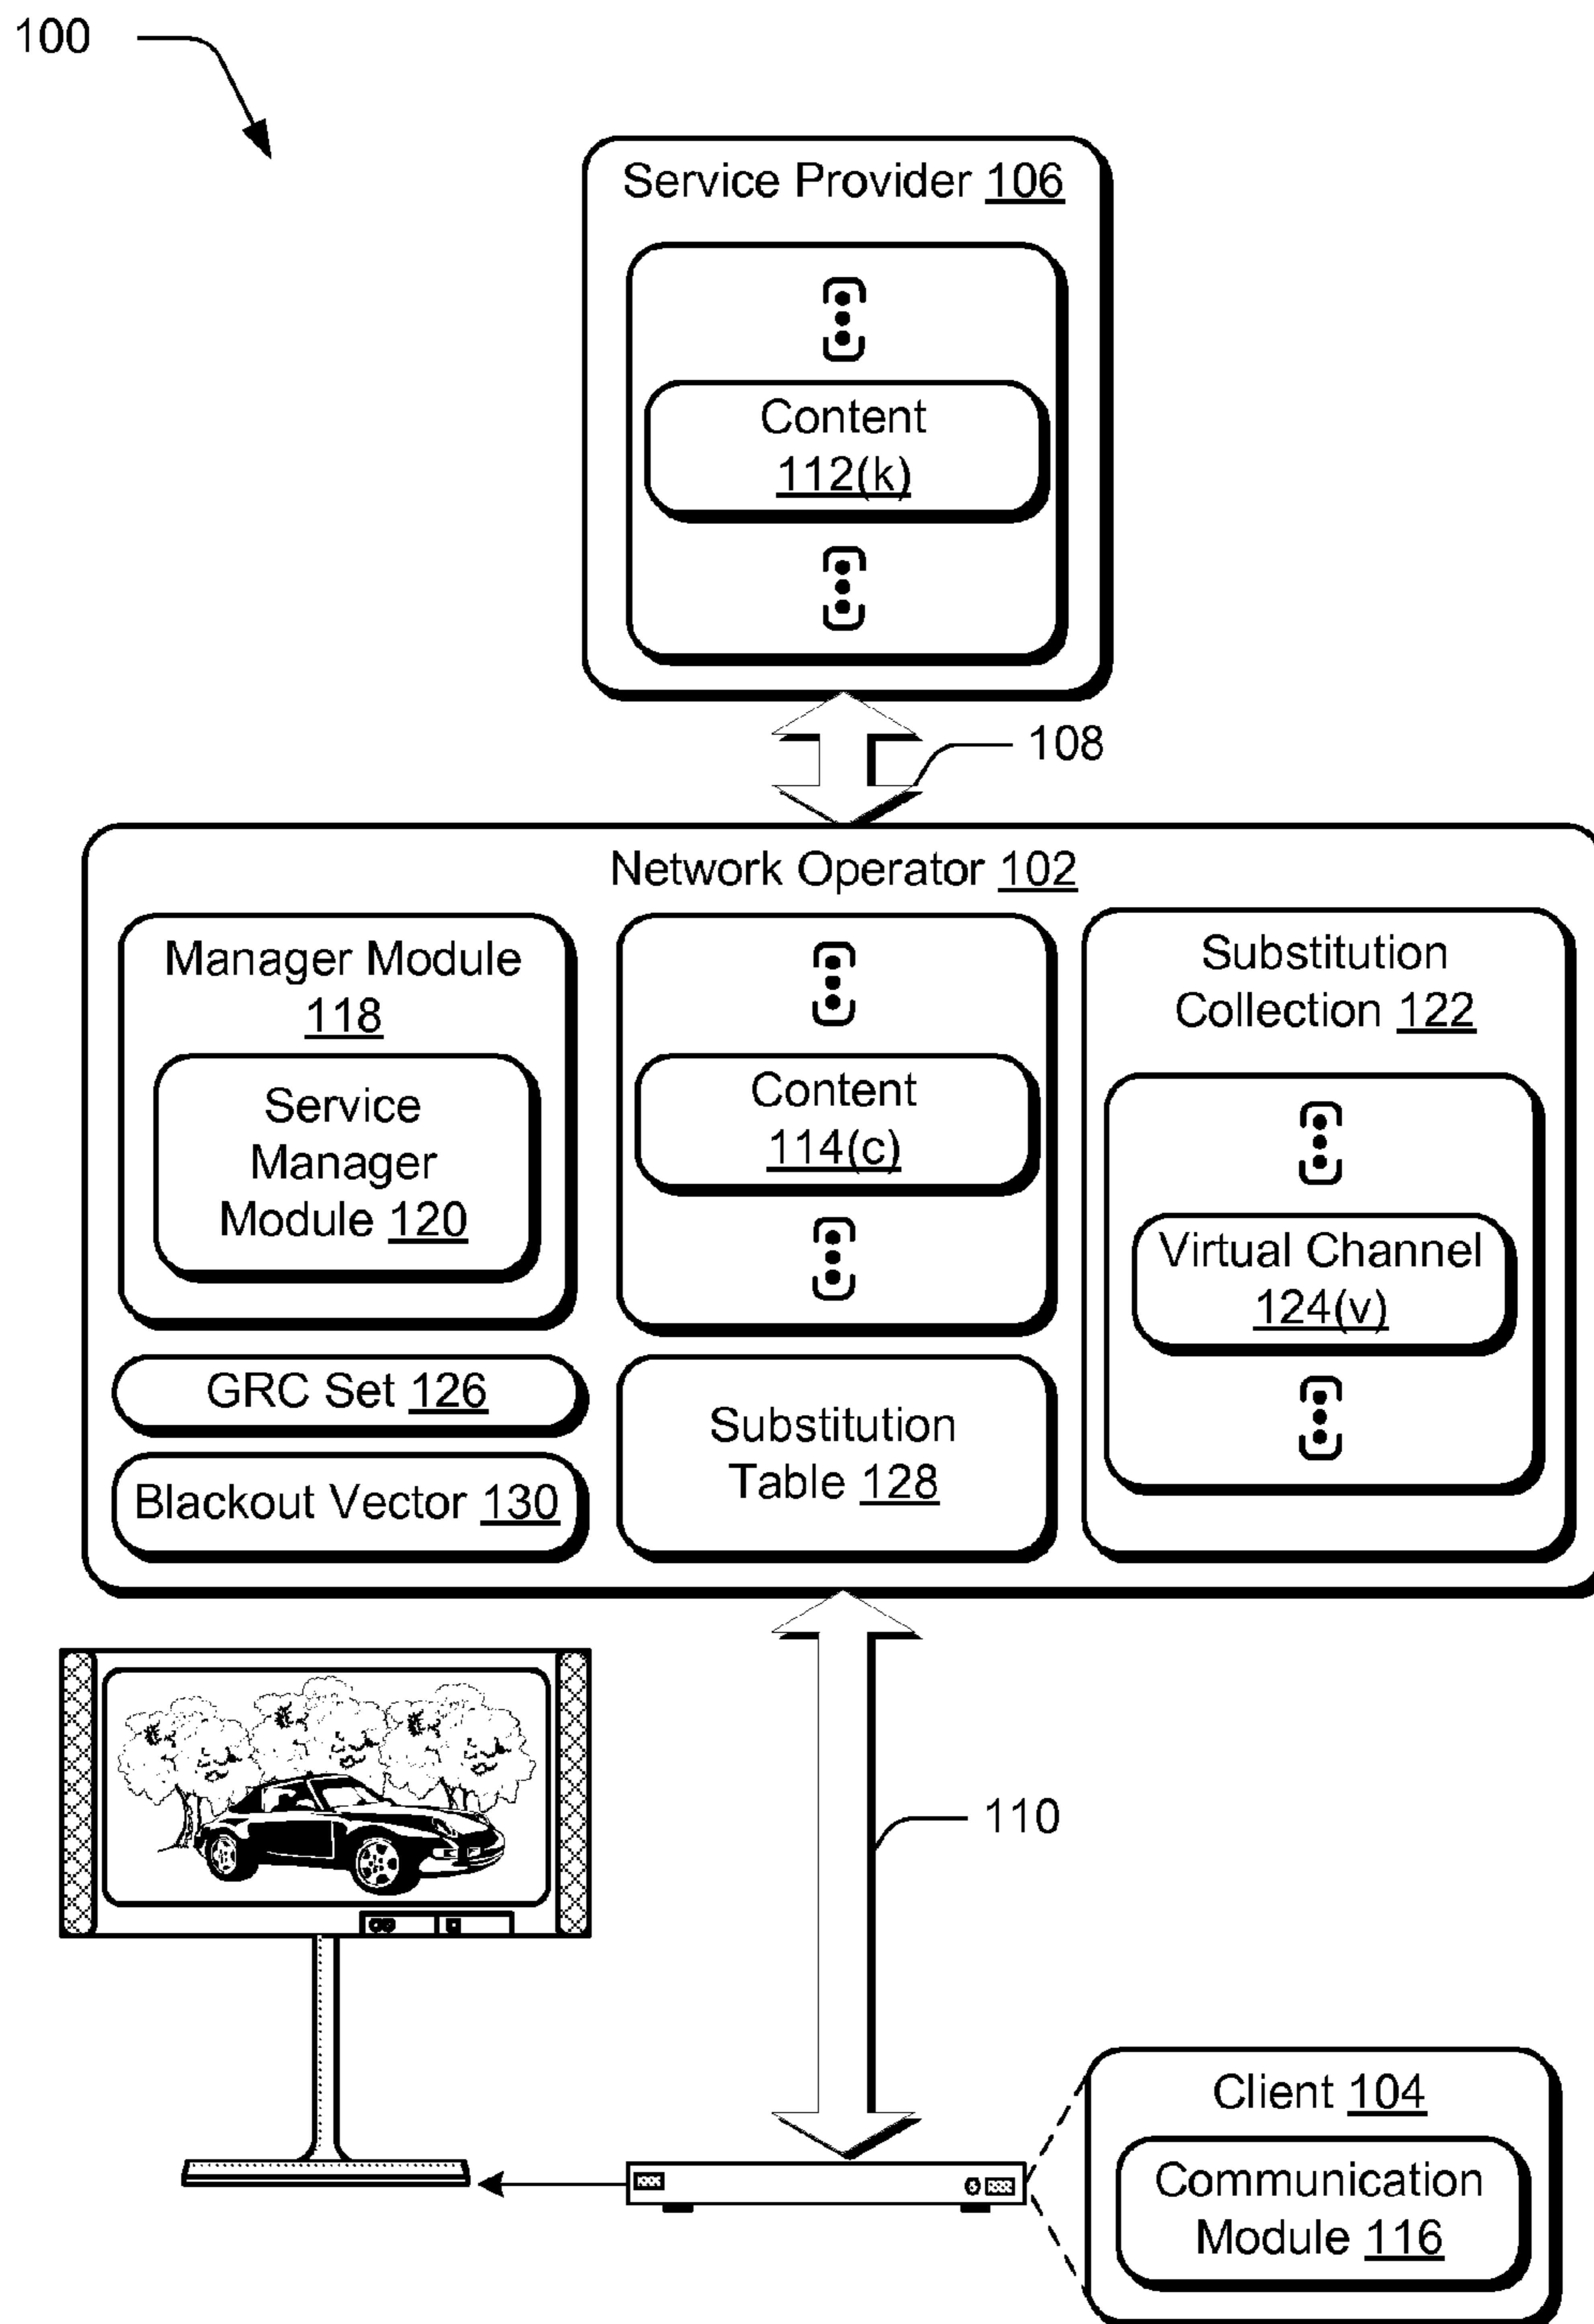 100
Service Provider 106
Content
112(k)
108
Network Operator 102
Manager Module
118
Service
Manager
Module 120
Content
114(c)
Substitution
Collection 122
Virtual Channel
124(v)
GRC Set 126
Blackout Vector 130
Substitution
Table 128
110
Client 104
Communication
Module 116